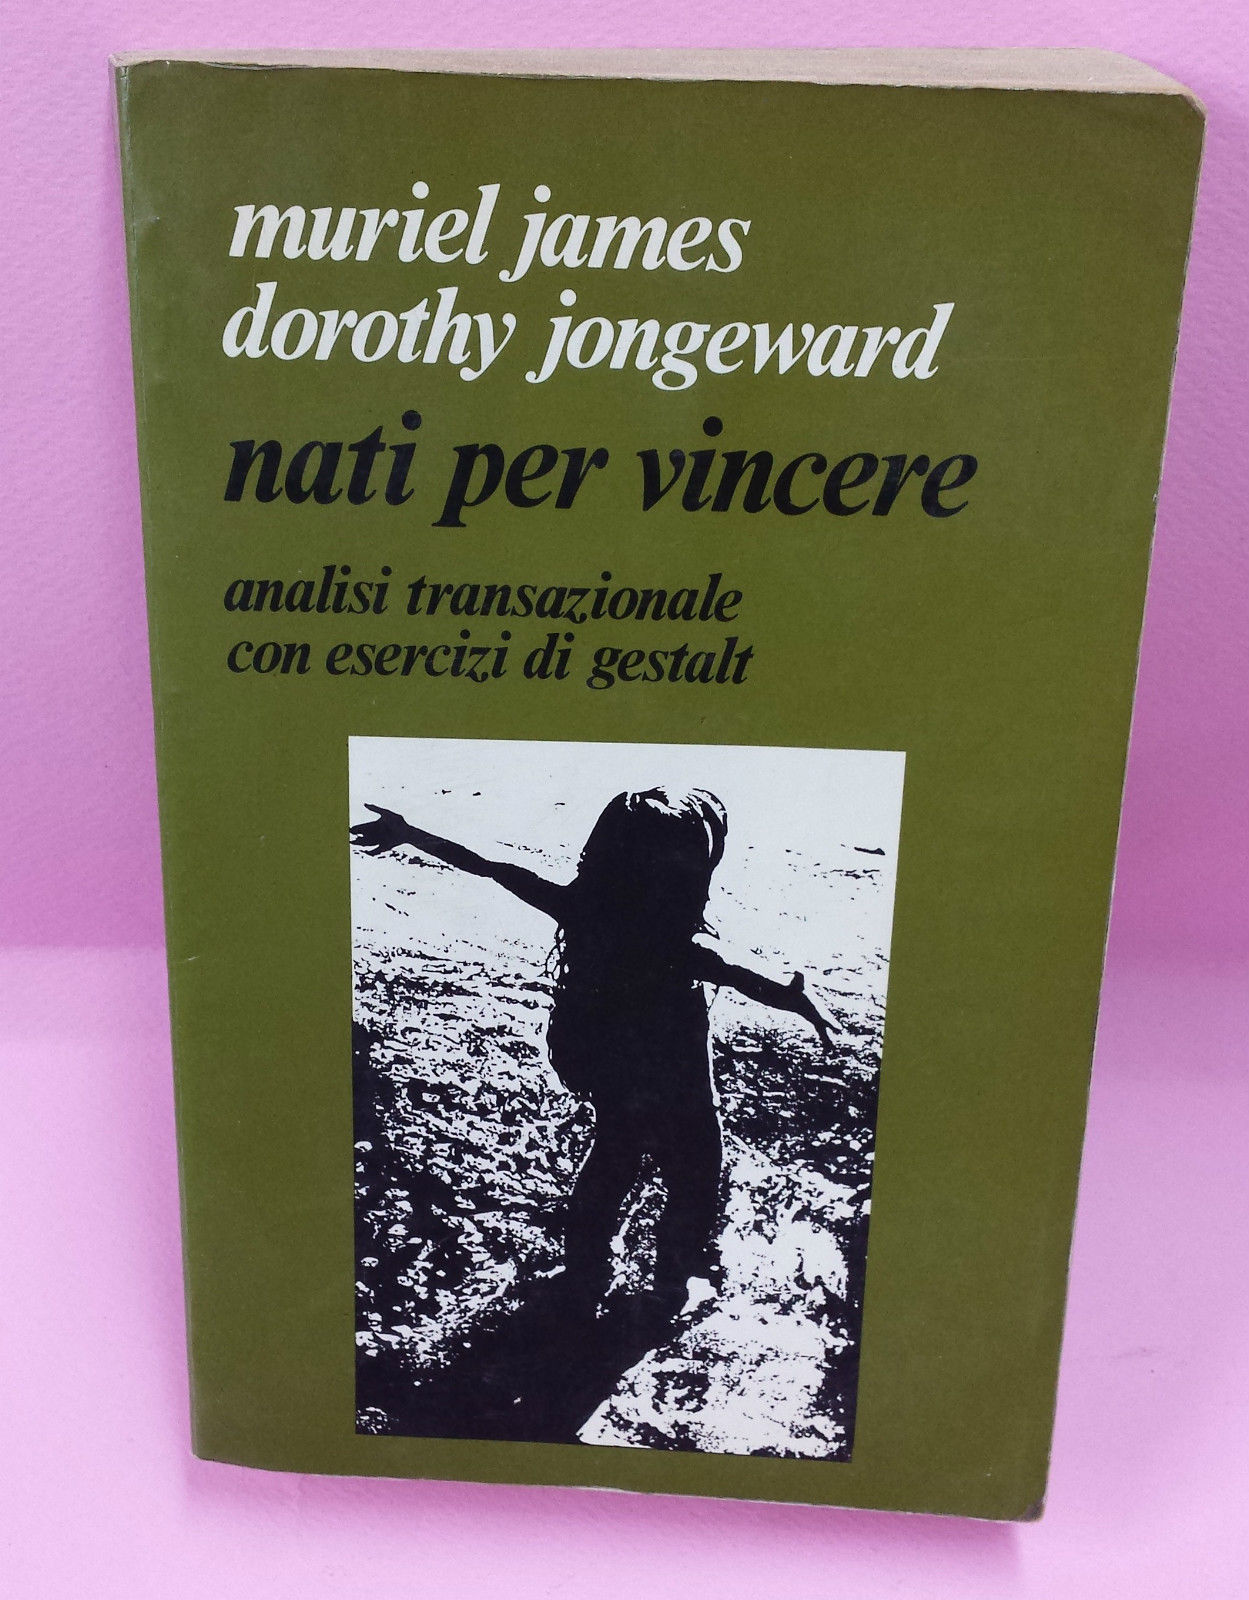 muriel james
dorothy jongeward
nati per vincere
analisi transazionale
con esercizi di gestalt